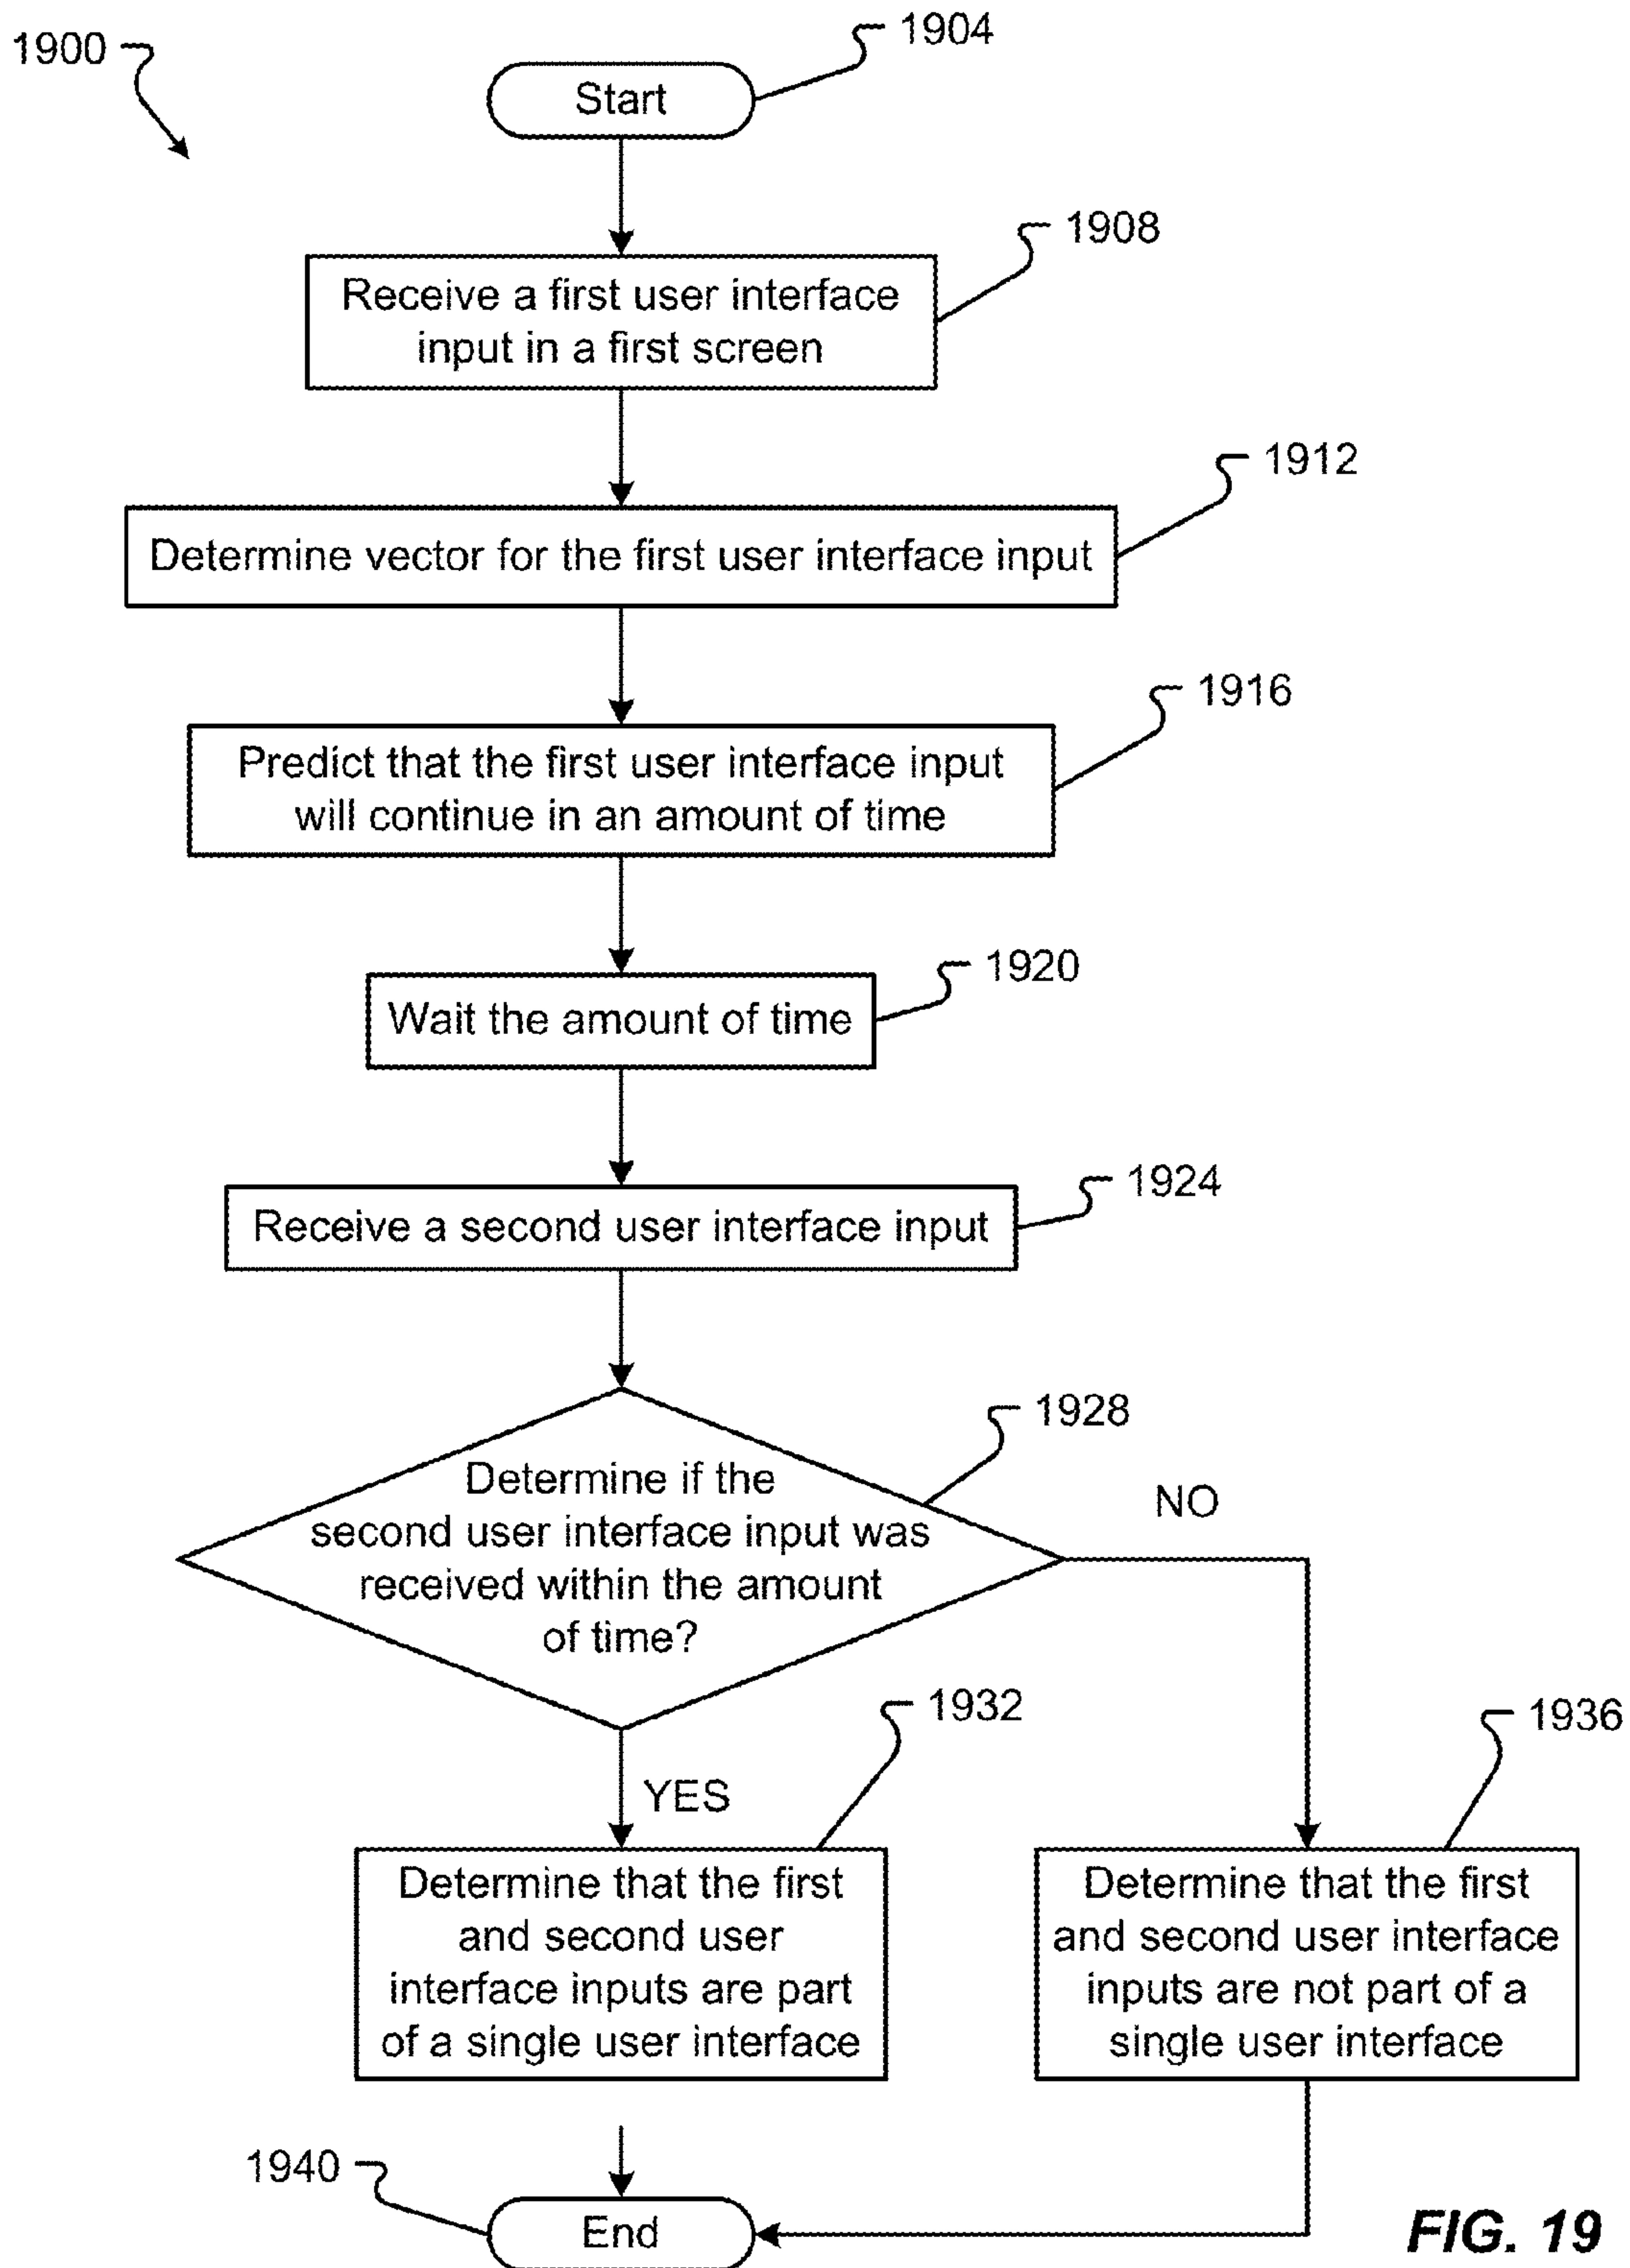 1900
1904
Start
1908
Receive a first user interface
input in a first screen
1912
Determine vector for the first user interface input
1916
Predict that the first user interface input
will continue in an amount of time
1920
Wait the amount of time
1924
Receive a second user interface input
1928
Determine if the
second user interface input was
received within the amount
of time?
NO
YES
1932
Determine that the first
and second user
interface inputs are part
of a single user interface
1936
Determine that the first
and second user interface
inputs are not part of a
single user interface
1940
End
FIG. 19